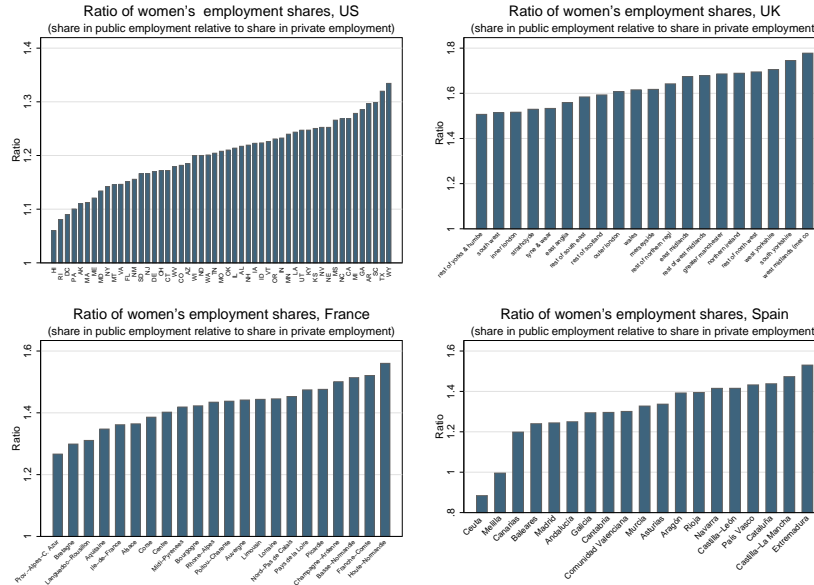 Ratio of women's employment shares, US
(share in public employment relative to share in private employment)
Ratio
1
1.1
1.2
1.3
1.4
HI
RI
DC
PA
AK
MA
ME
MD
NY
MT
VA
FL
NM
SD
NJ
DE
OH
CT
WV
CO
AZ
WI
ND
WA
TN
MO
OK
IL
AL
NH
IA
ID
VT
OR
IN
MN
LA
UT
KY
KS
NV
NE
MS
NC
CA
MI
GA
AR
SC
TX
WY
Ratio of women's employment shares, UK
(share in public employment relative to share in private employment
Ratio
1
1.2
1.4
1.6
1.8
rest of yorks & humbe
south west
inner london
strathclyde
tyne & wear
east anglia
rest of south east
rest of scotland
outer london
wales
merseyside
rest of northern regi
east midlands
rest of west midlands
greater manchester
northern ireland
rest of north west
west yorkshire
south yorkshire
west midlands (met co
Ratio of women's employment shares, France
(share in public employment relative to share in private employment)
Ratio
1
1.2
1.4
1.6
Prov–Alpes–C. Azur
Bretagne
Languedoc–Rousillon
Aquitaine
Ile–de–France
Alsace
Corse
Centre
Midi–Pyrenees
Bourgogne
Rhone–Alpes
Poitou–Charente
Auvergne
Limousin
Lorraine
Nord–Pas de Calais
Pays de la Loire
Picardie
Champagne–Ardenne
Basse–Normandie
Franche–Comte
Houte–Normandie
Ratio of women's employment shares, Spain
(share in public employment relative to share in private employment
Ratio
.8
1
1.2
1.4
1.6
Ceuta
Melilla
Canarias
Baleares
Madrid
Andalucía
Galicia
Cantabria
Comunidad Valenciana
Murcia
Asturias
Aragón
Rioja
Navarra
Castilla–León
País Vasco
Cataluña
Castilla–La Mancha
Extremadura